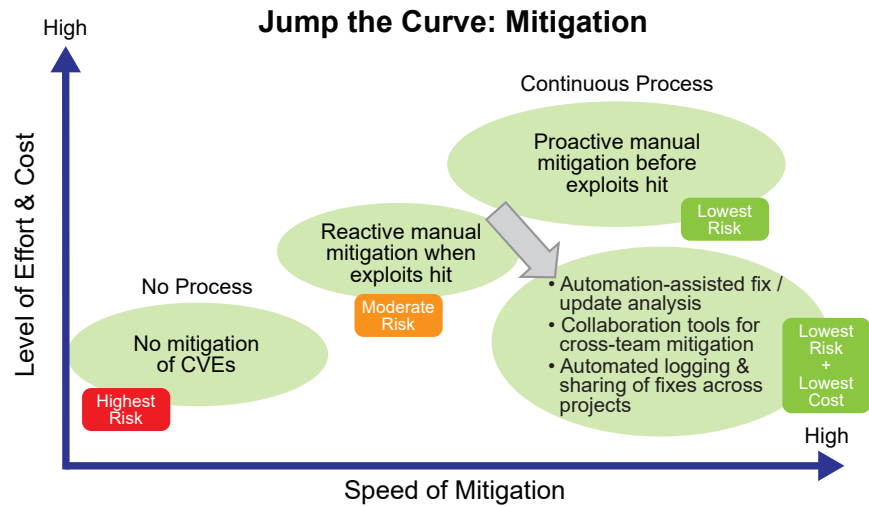 Jump the Curve: Mitigation
High
Level of Effort & Cost
Continuous Process
Proactive manual
mitigation before
exploits hit
Lowest
Risk
Reactive manual
mitigation when
exploits hit
Moderate
Risk
No Process
No mitigation
of CVEs
Highest
Risk
• Automation-assisted fix /
update analysis
• Collaboration tools for
cross-team mitigation
• Automated logging &
sharing of fixes across
projects
Lowest
Risk
+
Lowest
Cost
High
Speed of Mitigation